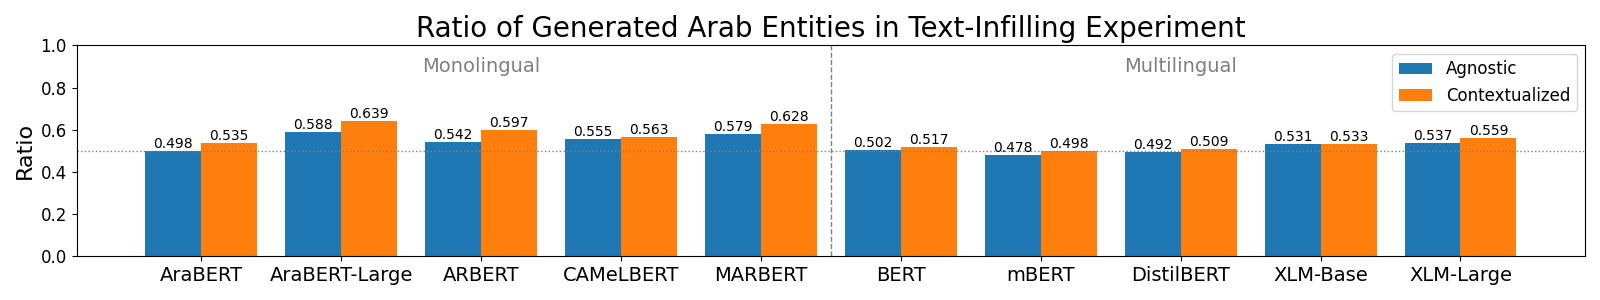 Ratio of Generated Arab Entities in Text-Infilling Experiment
Monolingual
Multilingual
Agnostic
Contextualized
Ratio
1.0
0.8
0.6
0.4
0.2
0.0
0.498 0.535 0.588 0.639 0.542 0.597 0.555 0.563 0.579 0.628 0.502 0.517 0.478 0.498 0.492 0.509 0.531 0.533 0.537 0.559
AraBERT AraBERT-Large ARBERT CAMeLBERT MARBERT BERT mBERT DistilBERT XLM-Base XLM-Large